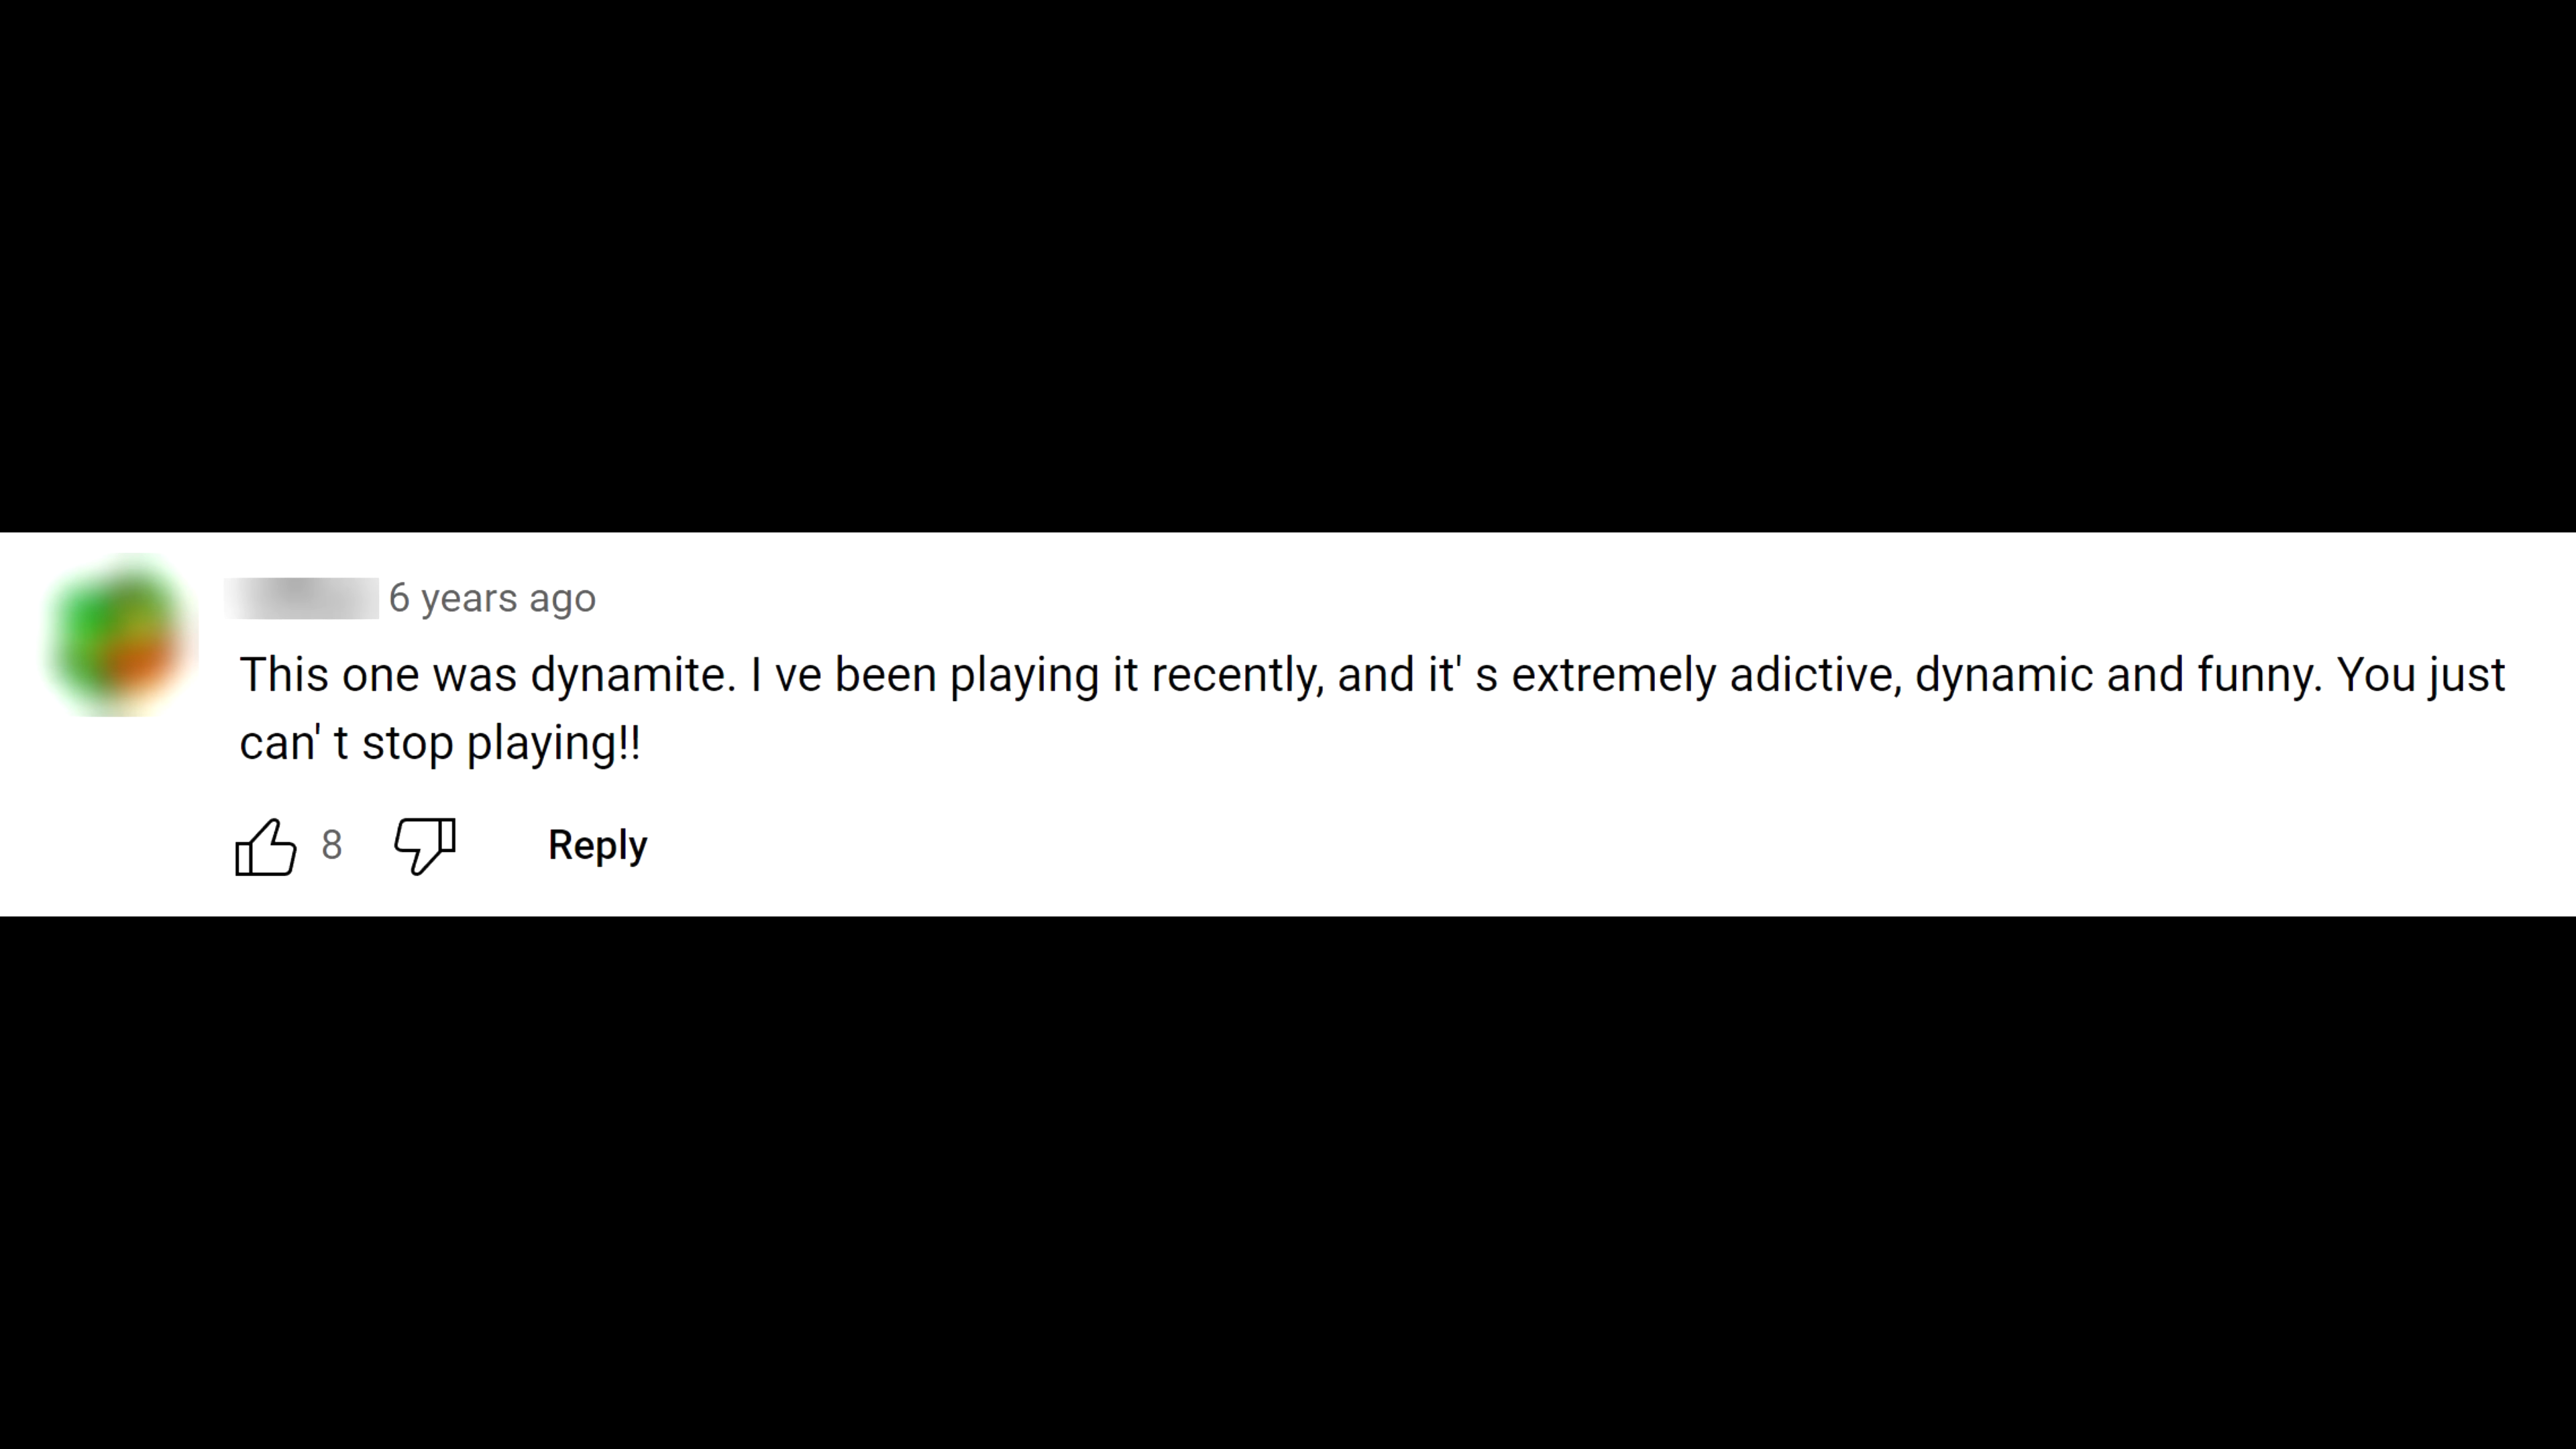 6 years ago
This one was dynamite. I ve been playing it recently, and it' s extremely adictive, dynamic and funny. You just
can' t stop playing!!
8 Reply